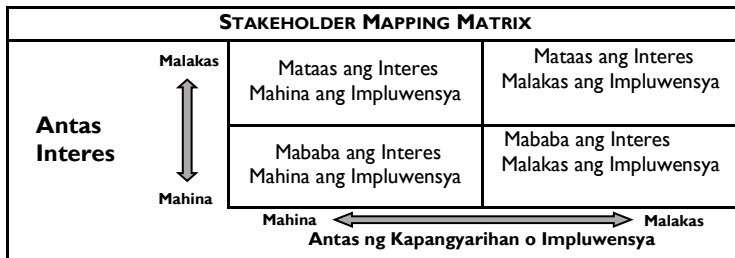 STAKEHOLDER MAPPING MATRIX
Malakas
Antas
Interes
Mahina
Mataas ang Interes
Mahina ang Impluwensya
Mataas ang Interes
Malakas ang Impluwensya
Mababa ang Interes
Mahina ang Impluwensya
Mababa ang Interes
Malakas ang Impluwensya
Mahina
Malakas
Antas ng Kapangyarihan o Impluwensya